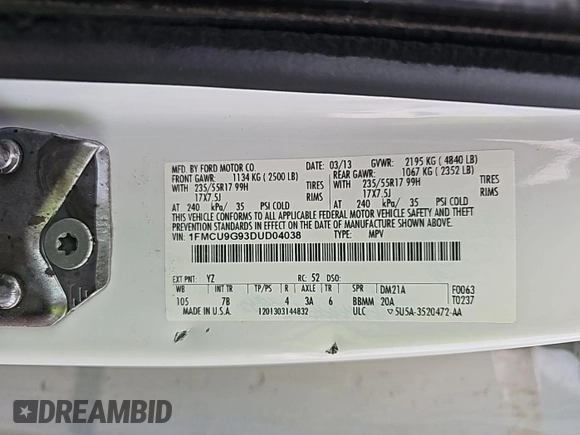 MFD. BY FORD MOTOR CO. DATE: 03/13 GVWR: 2195 KG ( 4840 LB)
FRONT GAWR: 1134 KG ( 2500 LB) REAR GAWR: 1067 KG ( 2352 LB)
WITH 235/55R17 99H TIRES WITH 235/55R17 99H TIRES
17X7.5J RIMS 17X7.5J RIMS
AT 240 kPa/ 35 PSI COLD AT 240 kPa/ 35 PSI COLD
THIS VEHICLE CONFORMS TO ALL APPLICABLE FEDERAL MOTOR VEHICLE SAFETY, BUMPER, AND THEFT
PREVENTION STANDARDS IN EFFECT ON THE DATE OF MANUFACTURE SHOWN ABOVE.
VIN: 1FMCU9G93DUD04038 TYPE: MPV
EXT PNT: YZ RC: 52 DSO:
WB INT TR TP/PS R AXLE TR SPR DM21A F0063
105 7B 4 3A 6 BBMM 20A T0237
MADE IN U.S.A. 1201303144832 ULC 5U5A-3520472-AA
DREAMBID